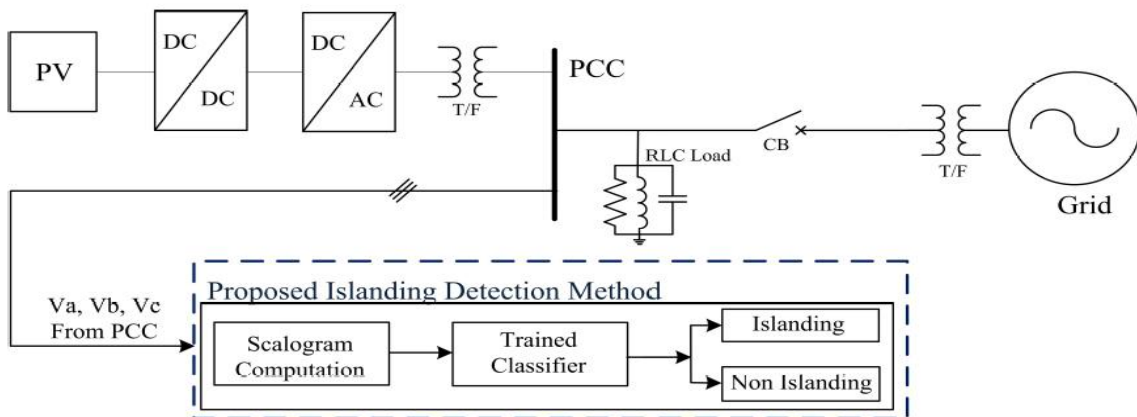 PV
DC
DC
DC
AC
T/F
PCC
RLC Load
CB
T/F
Grid
Va, Vb, Vc
From PCC
Proposed Islanding Detection Method
Scalogram
Computation
Trained
Classifier
Islanding
Non Islanding